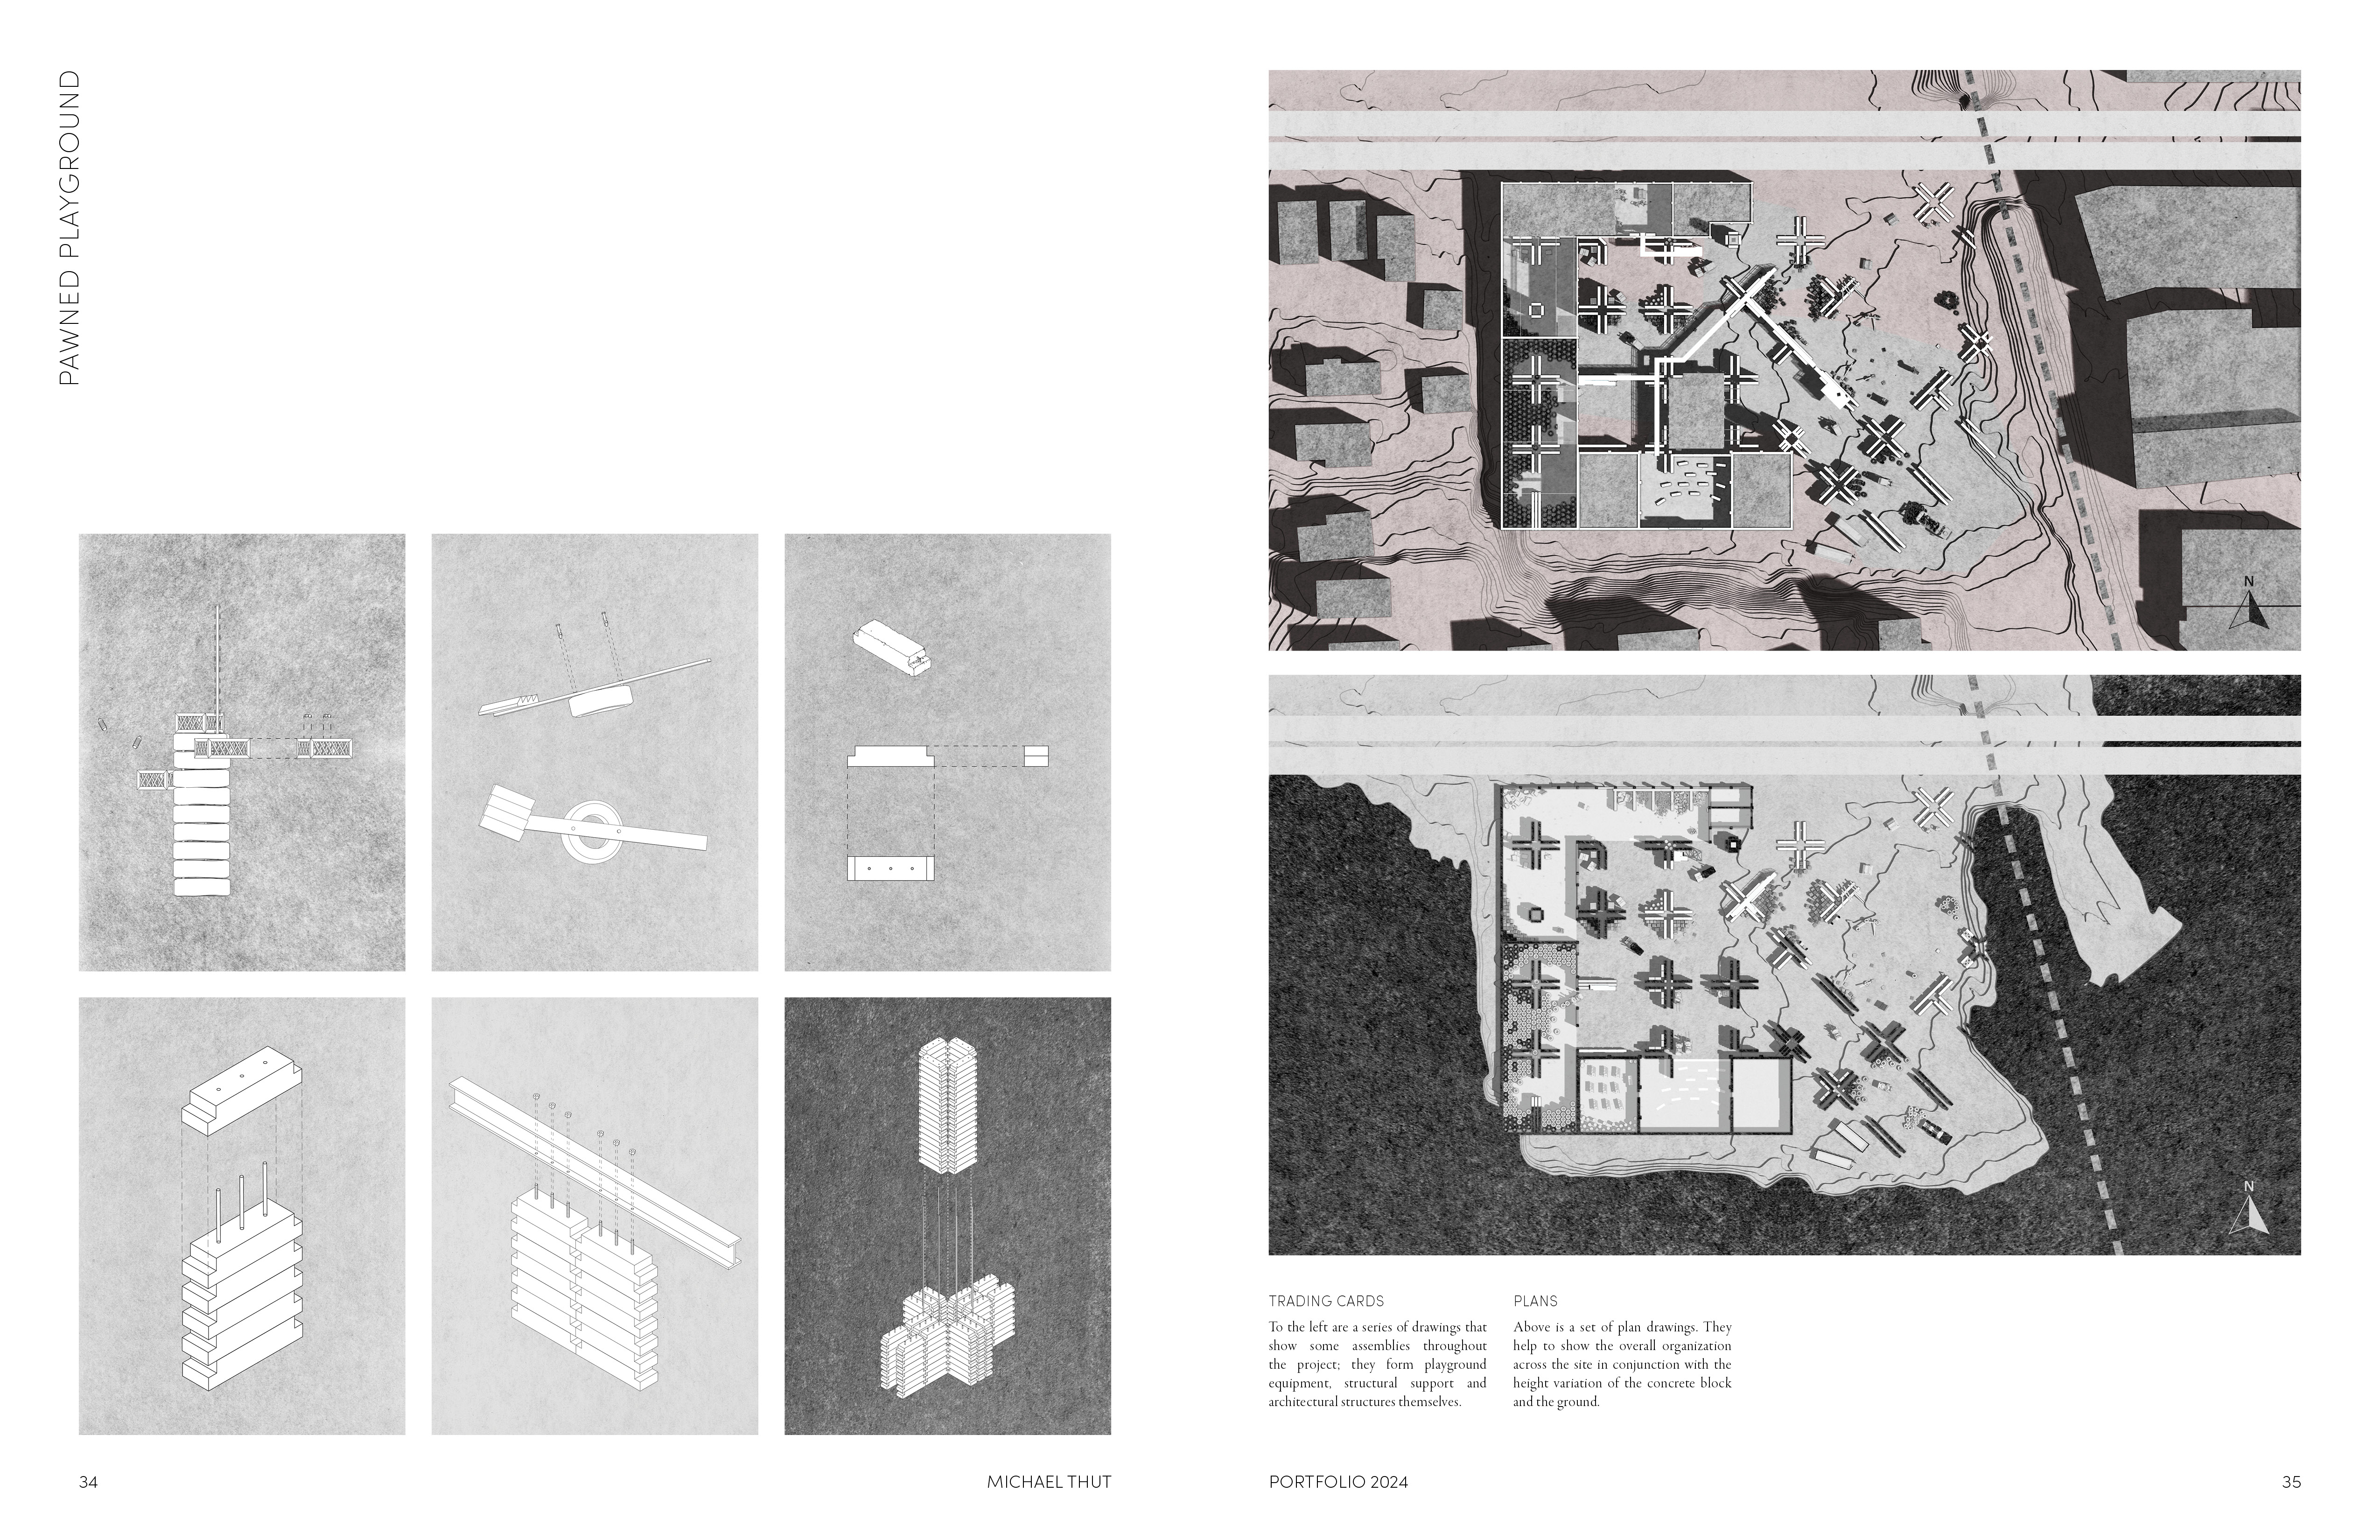 PAWNED PLAYGROUND
N
N
TRADING CARDS
To the left are a series of drawings that
show some assemblies throughout
the project; they form playground
equipment, structural support and
architectural structures themselves.
PLANS
Above is a set of plan drawings. They
help to show the overall organization
across the site in conjunction with the
height variation of the concrete block
and the ground.
34
MICHAEL THUT
PORTFOLIO 2024
35